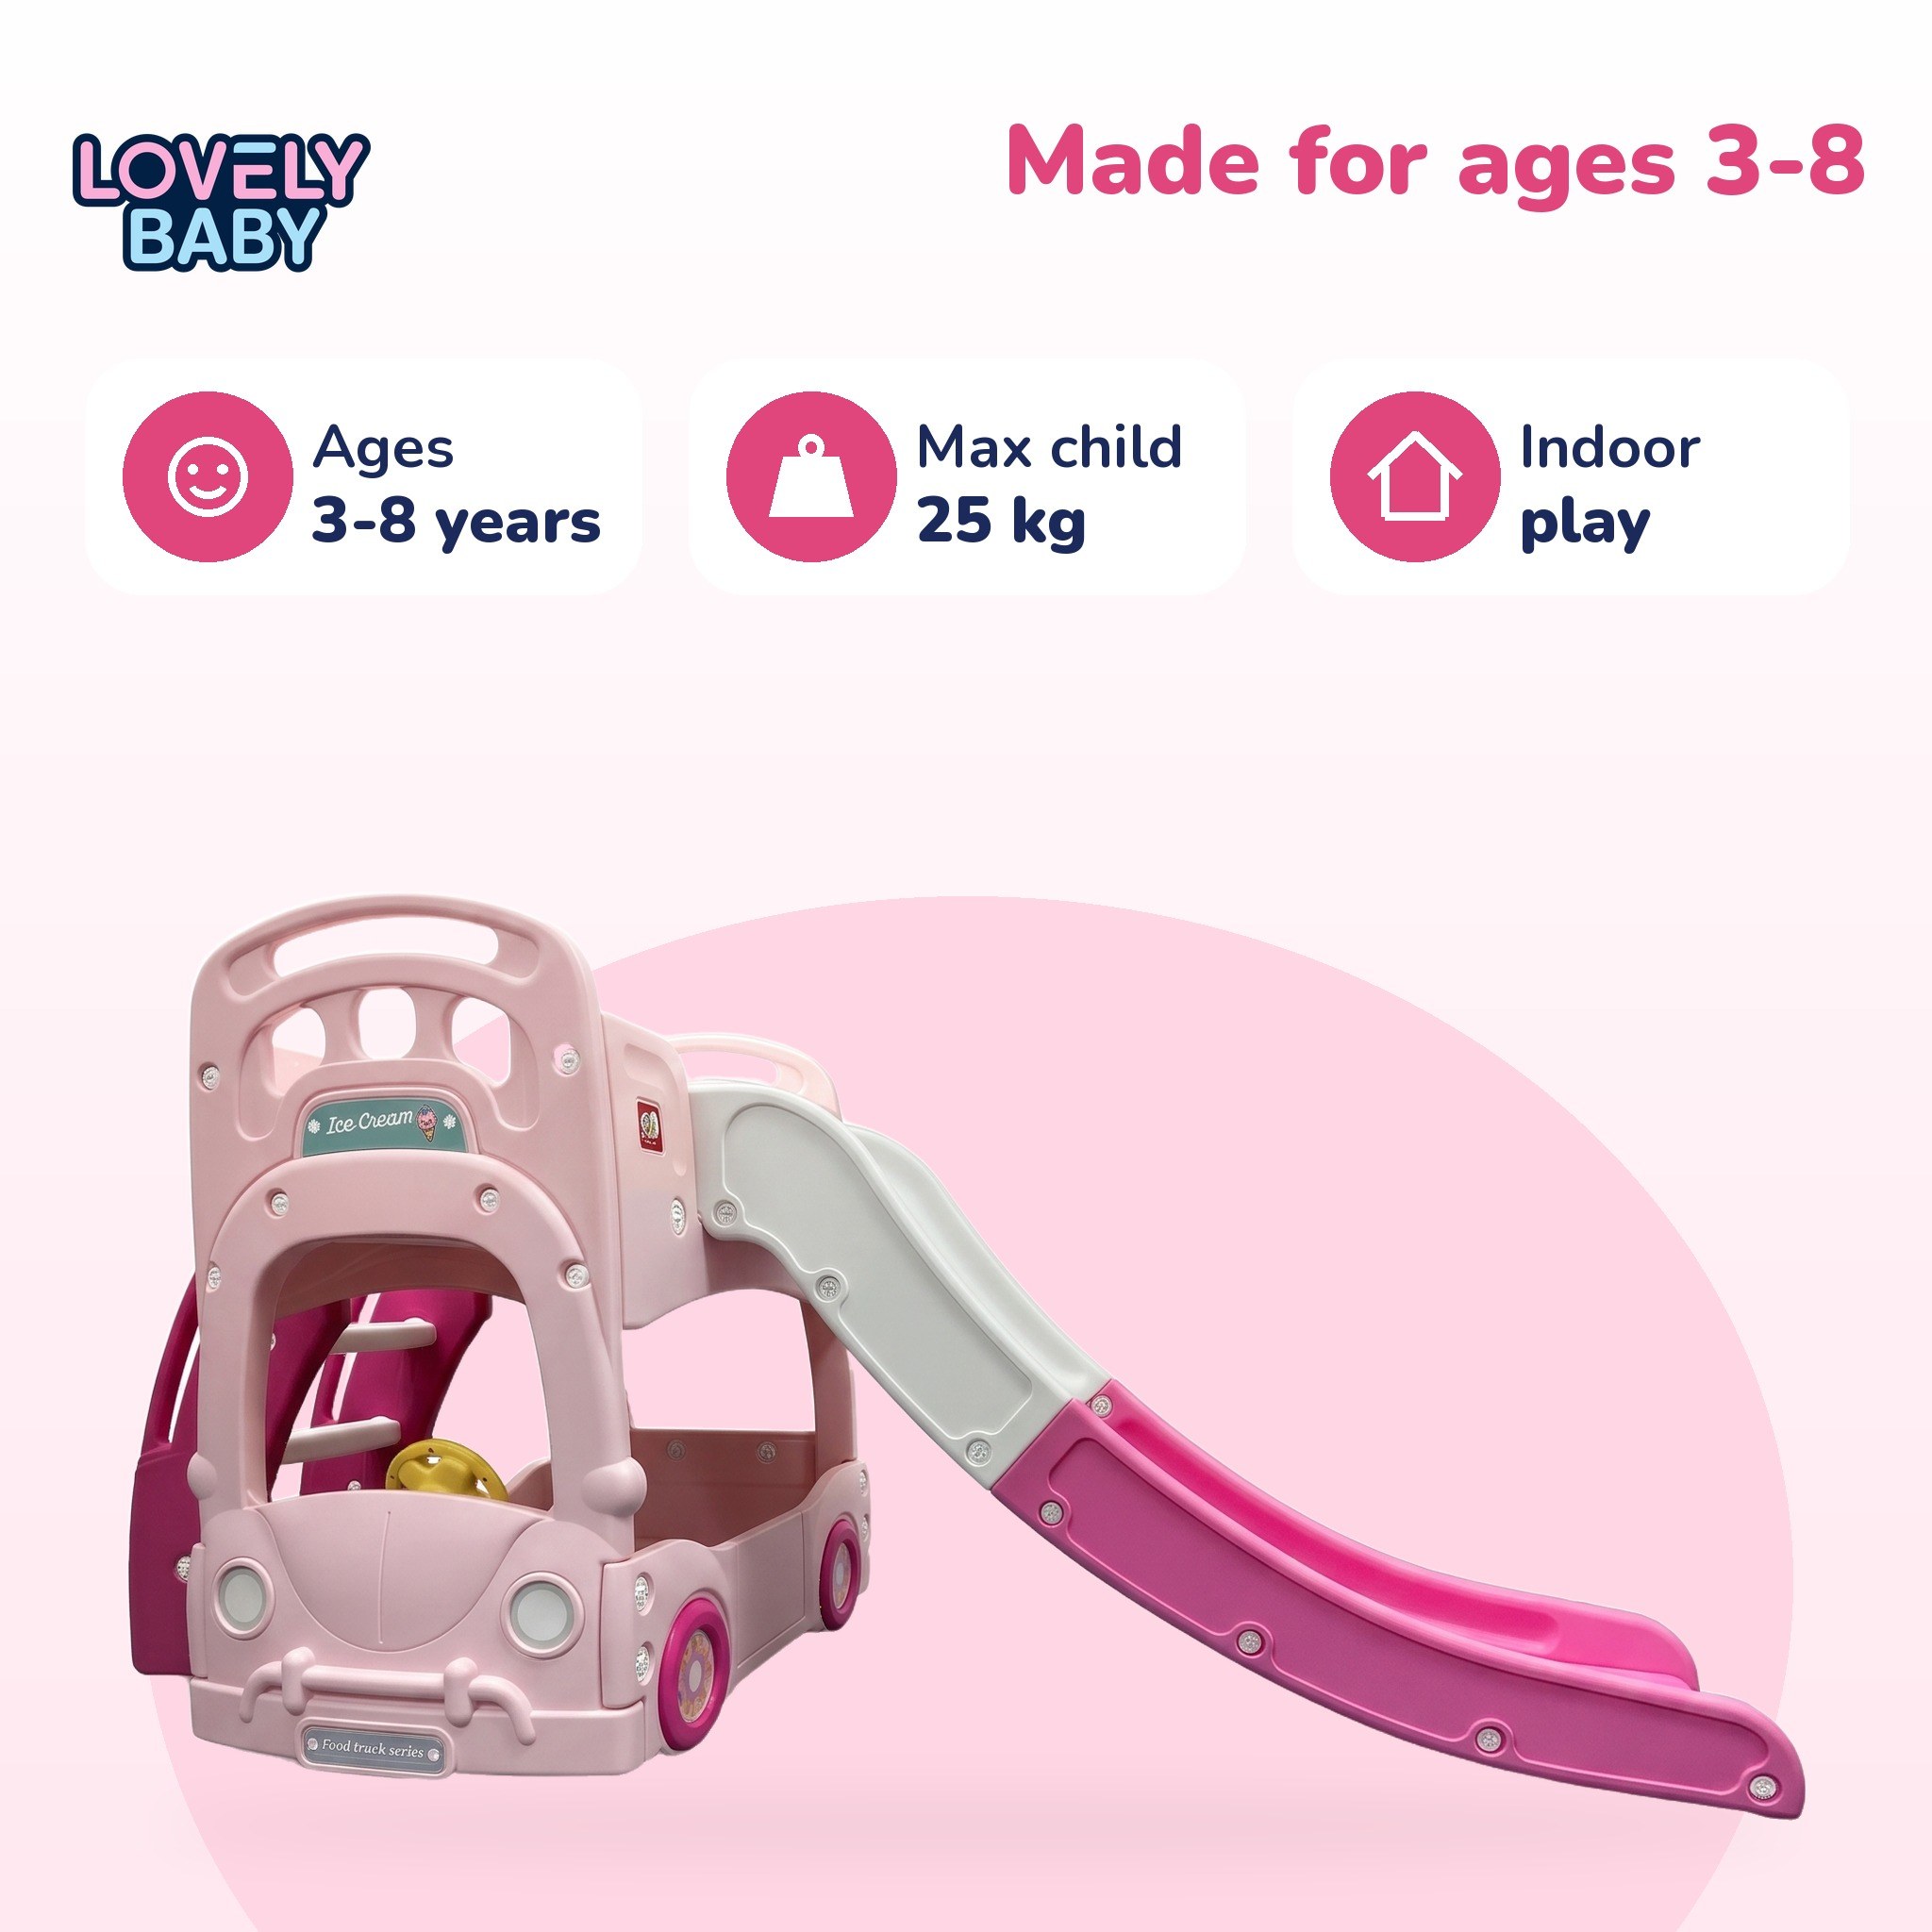 LOVELY
BABY
Made for ages 3-8
Ages
3-8 years
Max child
25 kg
Indoor
play
Ice Cream
Food truck series